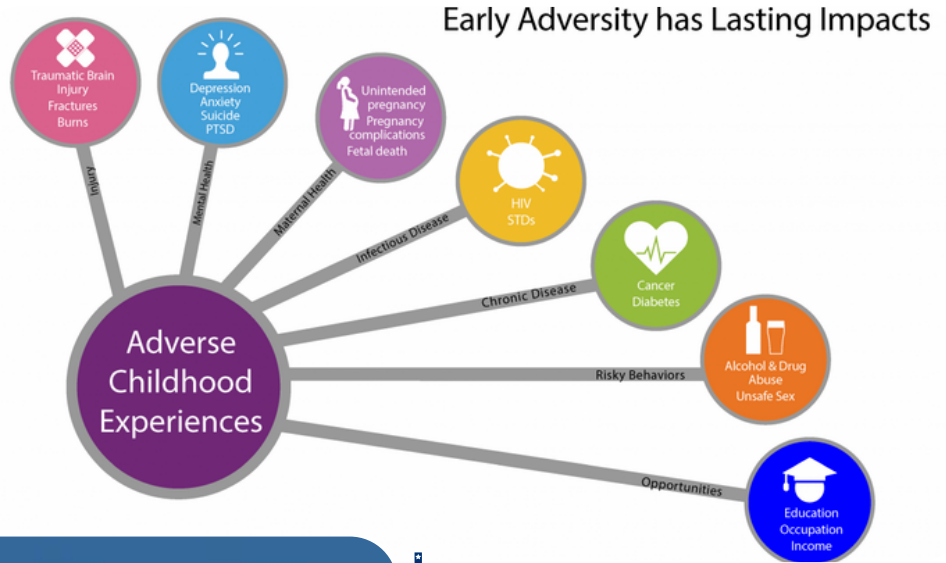 Early Adversity has Lasting Impacts
Traumatic Brain
Injury
Fractures
Burns
Depression
Anxiety
Suicide
PTSD
Unintended
pregnancy
Pregnancy
complications
Fetal death
HIV
STDs
Cancer
Diabetes
Alcohol & Drug
Abuse
Unsafe Sex
Education
Occupation
Income
Injury
Mental Health
Maternal Health
Infectious Disease
Chronic Disease
Risky Behaviors
Opportunities
Adverse
Childhood
Experiences